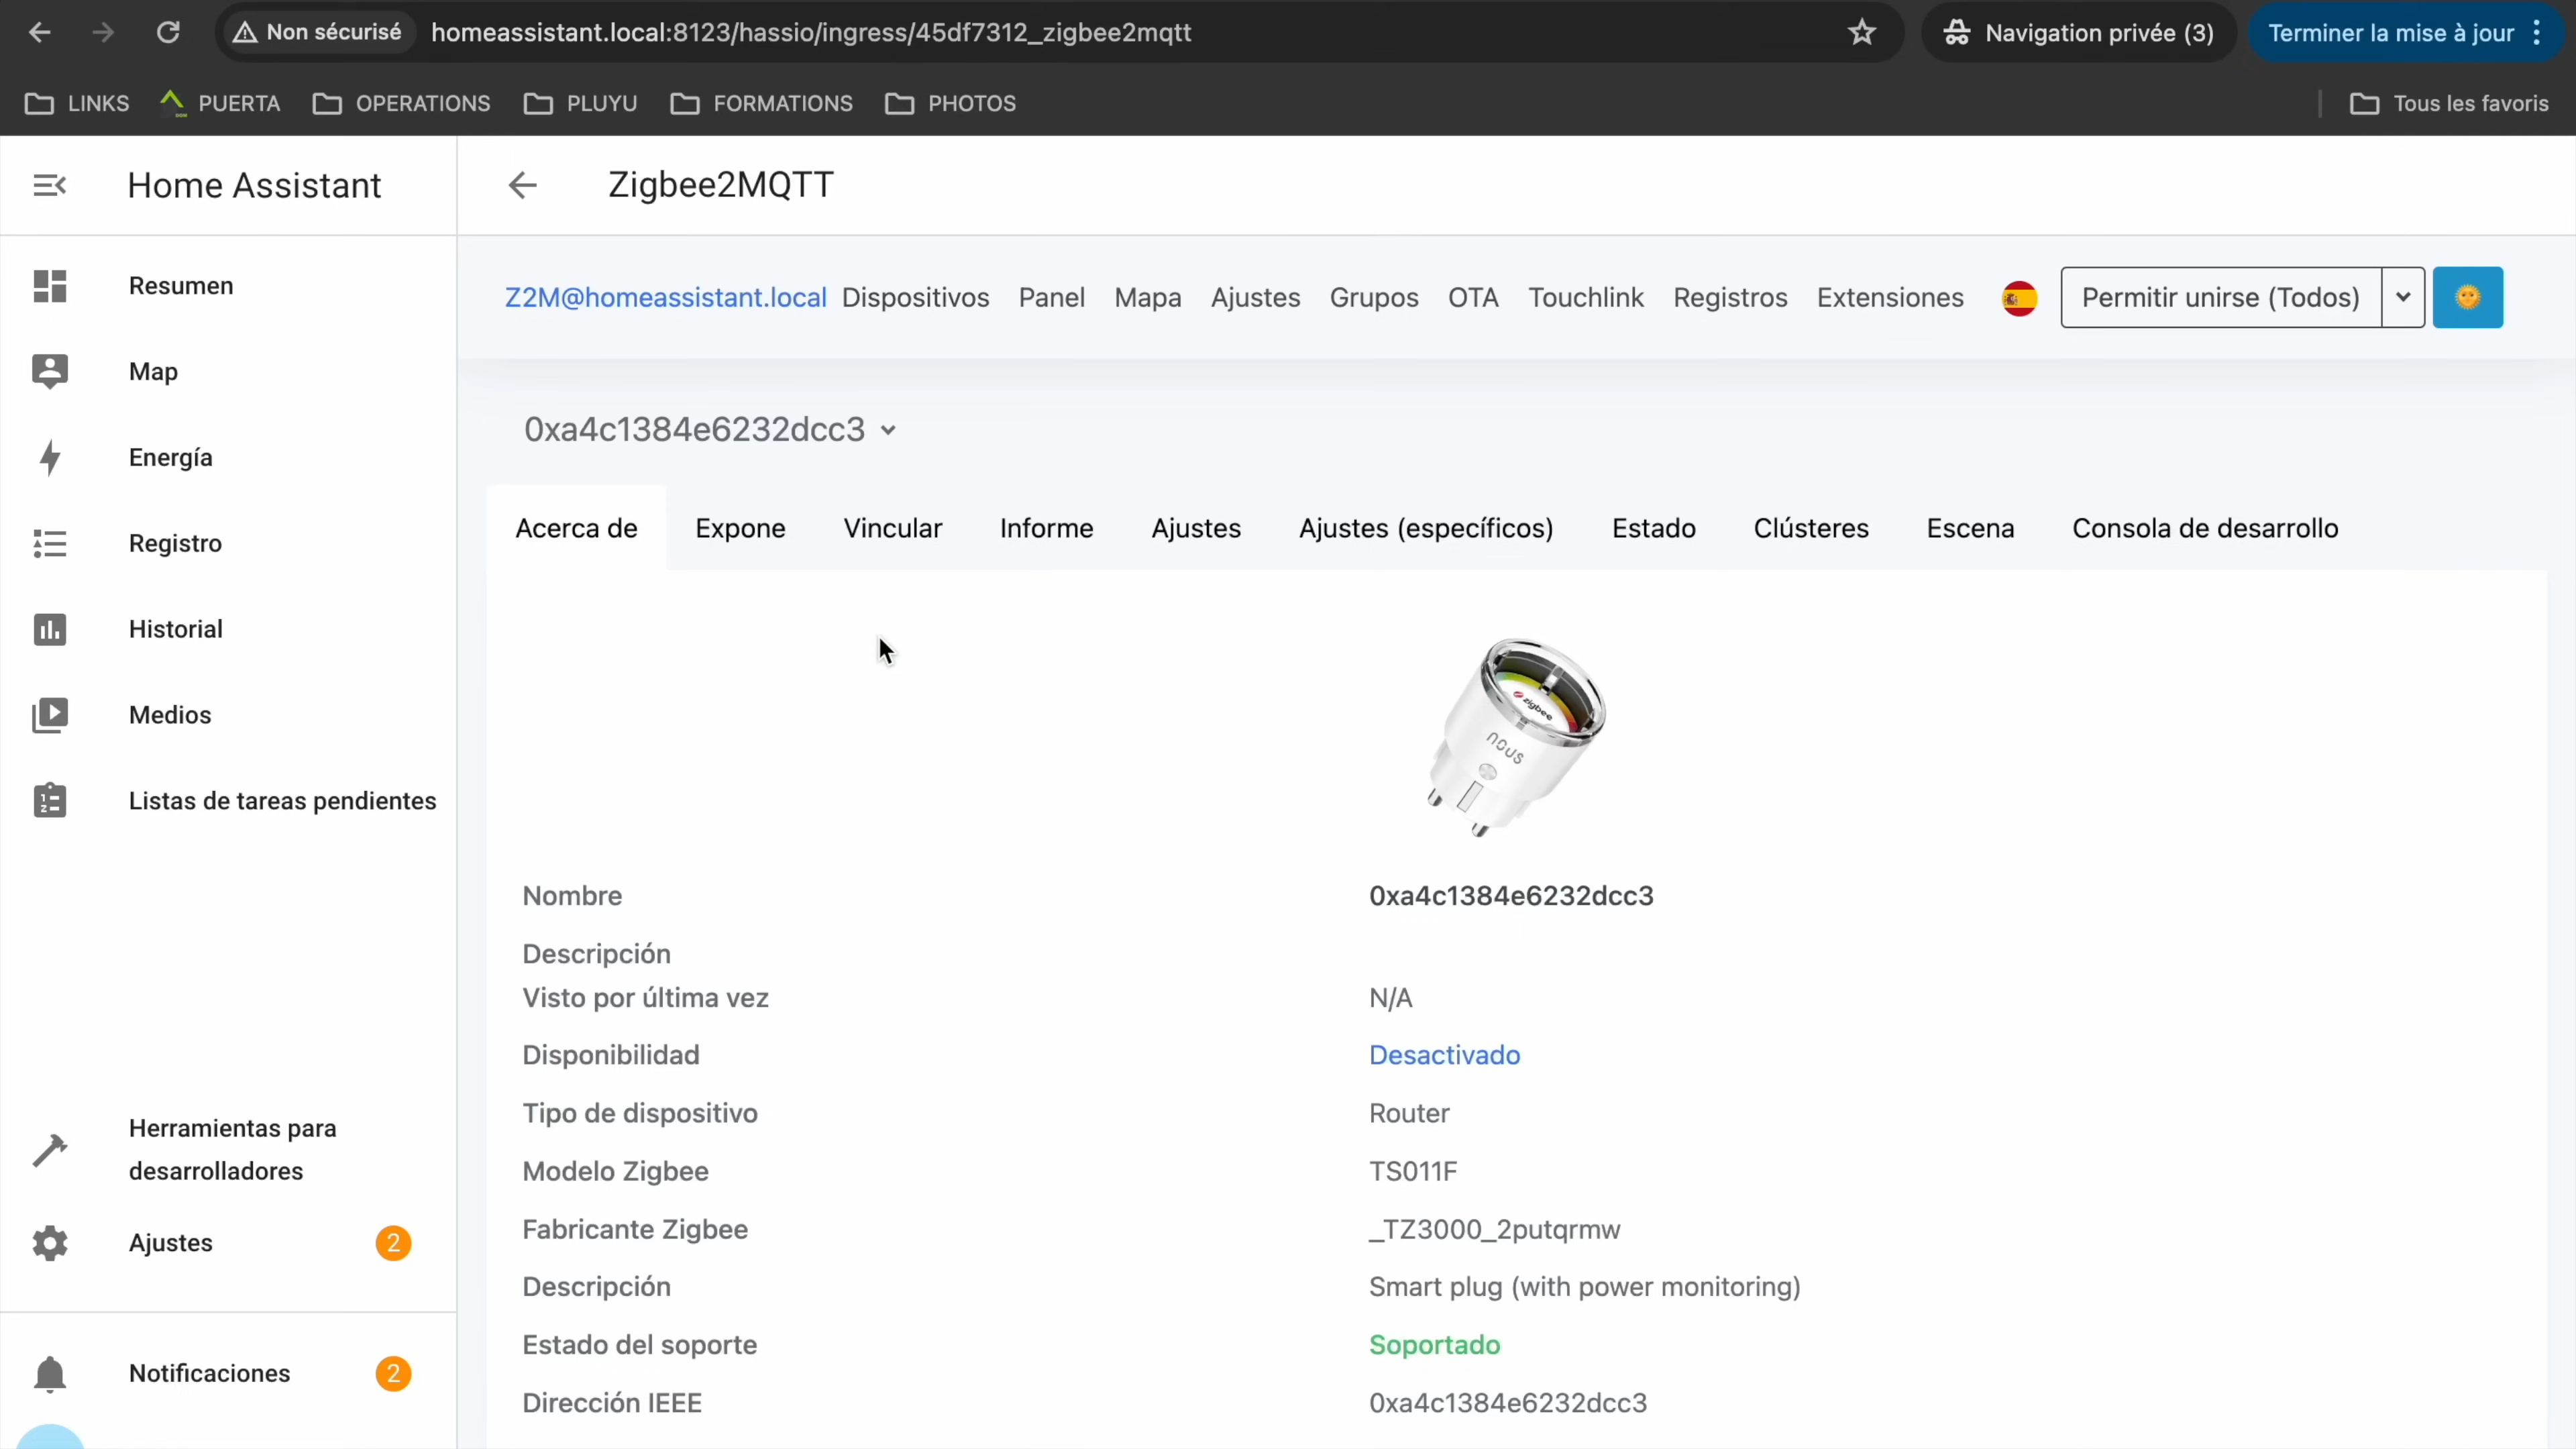 Non sécurisé homeassistant.local:8123/hassio/ingress/45df7312_zigbee2mqtt Navigation privée (3) Terminer la mise à jour
LINKS PUERTA OPERATIONS PLUYU FORMATIONS PHOTOS Tous les favoris
Home Assistant
Resumen
Map
Energía
Registro
Historial
Medios
Listas de tareas pendientes
Herramientas para
desarrolladores
Ajustes 2
Notificaciones 2
Zigbee2MQTT
Z2M@homeassistant.local Dispositivos Panel Mapa Ajustes Grupos OTA Touchlink Registros Extensiones Permitir unirse (Todos)
0xa4c1384e6232dcc3
Acerca de Expone Vincular Informe Ajustes Ajustes (específicos) Estado Clústeres Escena Consola de desarrollo
zigbee
nous
Nombre 0xa4c1384e6232dcc3
Descripción
Visto por última vez N/A
Disponibilidad Desactivado
Tipo de dispositivo Router
Modelo Zigbee TS011F
Fabricante Zigbee _TZ3000_2putqrmw
Descripción Smart plug (with power monitoring)
Estado del soporte Soportado
Dirección IEEE 0xa4c1384e6232dcc3